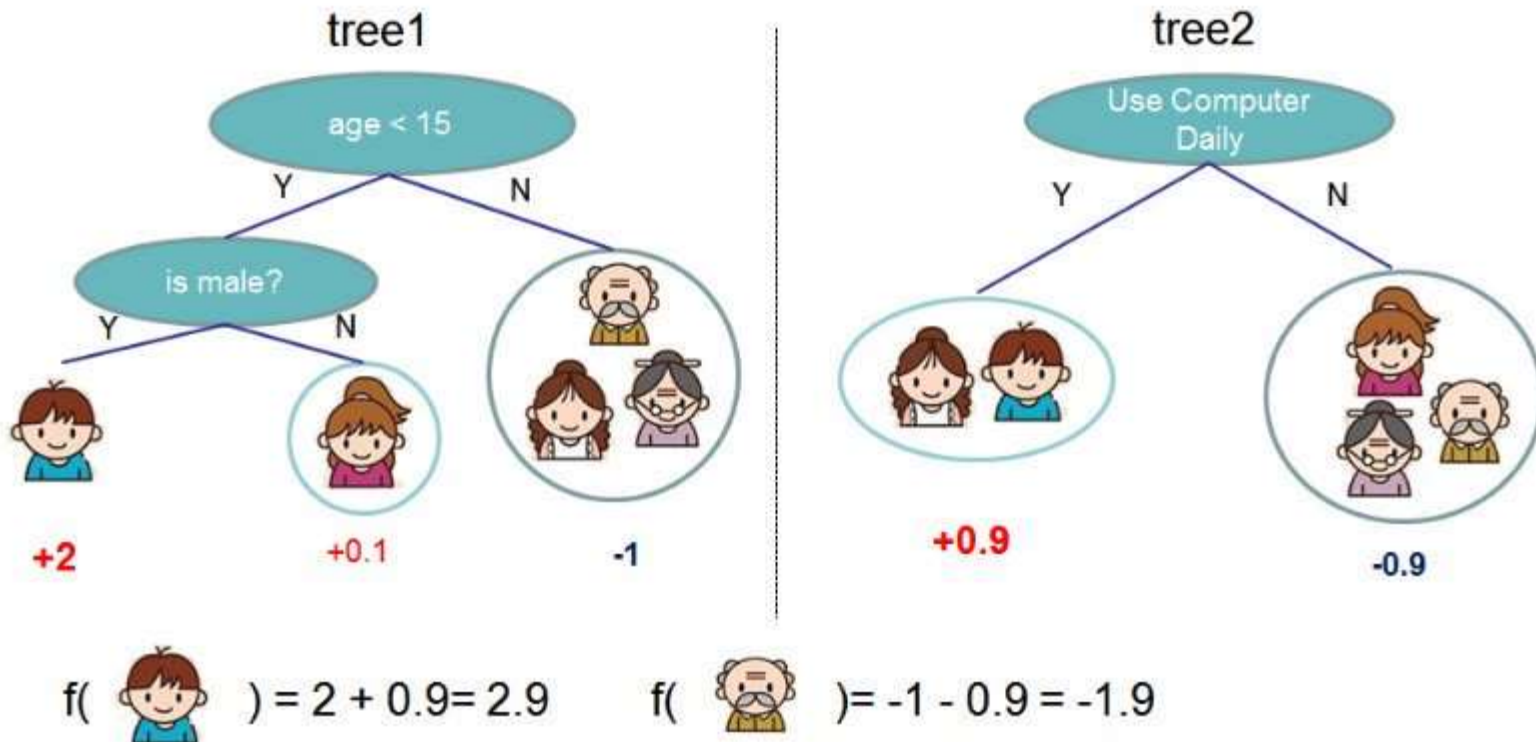 tree1
age < 15
Y
N
is male?
Y
N
+2
+0.1
-1
tree2
Use Computer
Daily
Y
N
+0.9
-0.9
f( ) = 2 + 0.9= 2.9
f( )= -1 - 0.9 = -1.9